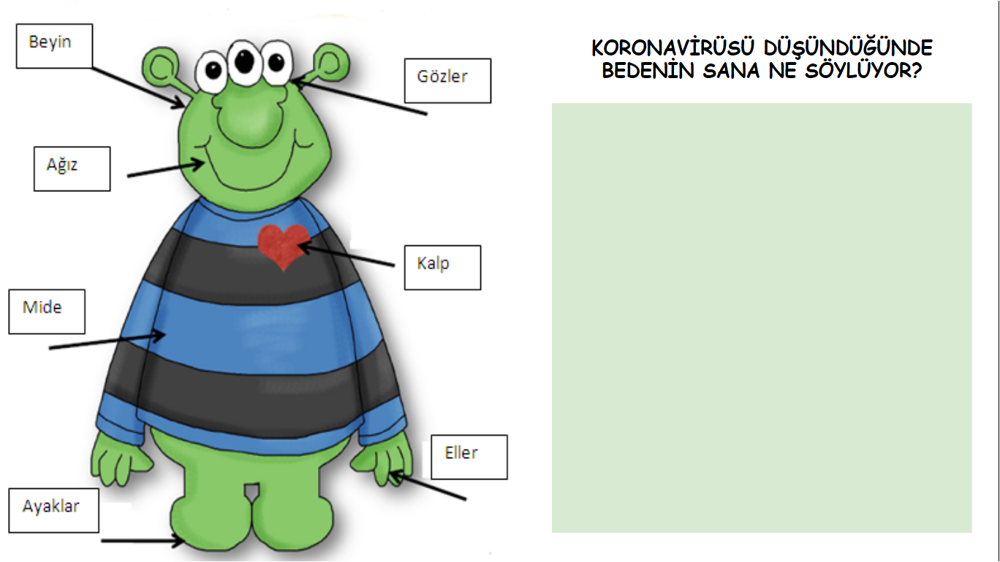 Beyin
Gözler
Ağız
Kalp
Mide
Eller
Ayaklar
KORONAVİRÜSÜ DÜŞÜNDÜĞÜNDE
BEDENİN SANA NE SÖYLÜYOR?